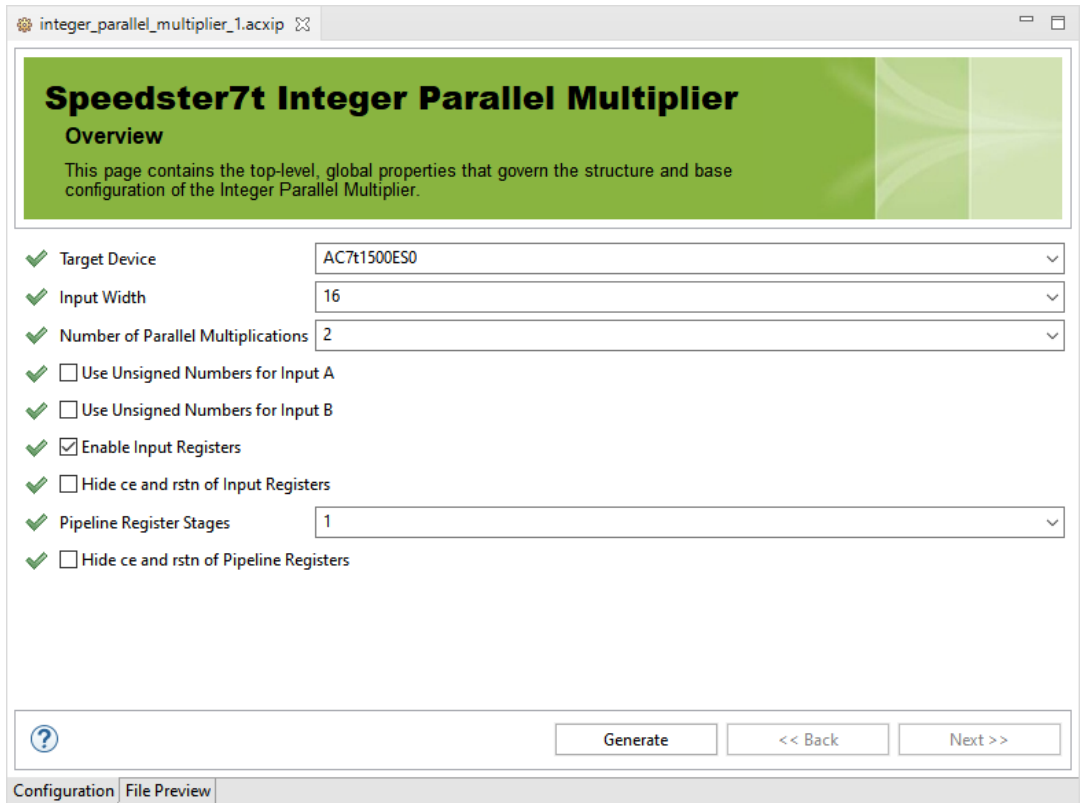 integer_parallel_multiplier_1.acxip
Speedster7t Integer Parallel Multiplier
Overview
This page contains the top-level, global properties that govern the structure and base
configuration of the Integer Parallel Multiplier.
Target Device AC7t1500ES0
Input Width 16
Number of Parallel Multiplications 2
Use Unsigned Numbers for Input A
Use Unsigned Numbers for Input B
Enable Input Registers
Hide ce and rstn of Input Registers
Pipeline Register Stages 1
Hide ce and rstn of Pipeline Registers
? Generate << Back Next >>
Configuration File Preview